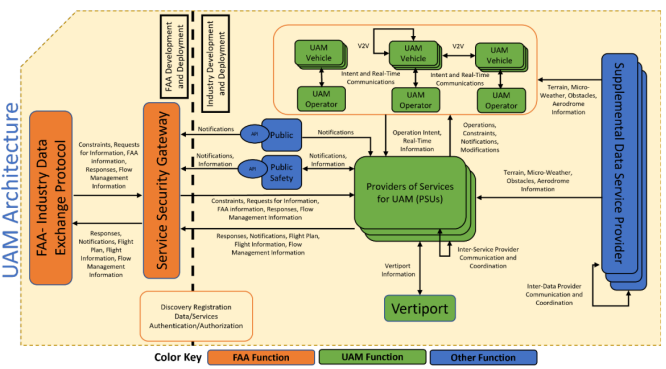 UAM Architecture
FAA Development
and Deployment
Industry Development
and Deployment
V2V
V2V
UAM
Vehicle
UAM
Vehicle
UAM
Vehicle
Intent and Real-Time
Communications
Intent and Real-Time
Communications
UAM
Operator
UAM
Operator
UAM
Operator
Terrain, Micro-
Weather, Obstacles,
Aerodrome
Information
Supplemental Data Service Provider
FAA- Industry Data
Exchange Protocol
Constraints, Requests
for Information, FAA
information,
Responses, Flow
Management
Information
Responses,
Notifications, Flight
Plan, Flight
Information, Flow
Management
Information
Service Security Gateway
Notifications
API
Public
Notifications
Notifications,
Information
API
Public
Safety
Notifications,
Information
Operation Intent,
Real-Time
Information
Operations,
Constraints,
Notifications,
Modifications
Constraints, Requests for Information,
FAA information, Responses, Flow
Management Information
Responses, Notifications, Flight Plan,
Flight Information, Flow
Management Information
Providers of Services
for UAM (PSUs)
Terrain, Micro-Weather,
Obstacles, Aerodrome
Information
Inter-Service Provider
Communication and
Coordination
Vertiport
Information
Vertiport
Inter-Data Provider
Communication and
Coordination
Discovery Registration
Data/Services
Authentication/Authorization
Color Key
FAA Function
UAM Function
Other Function